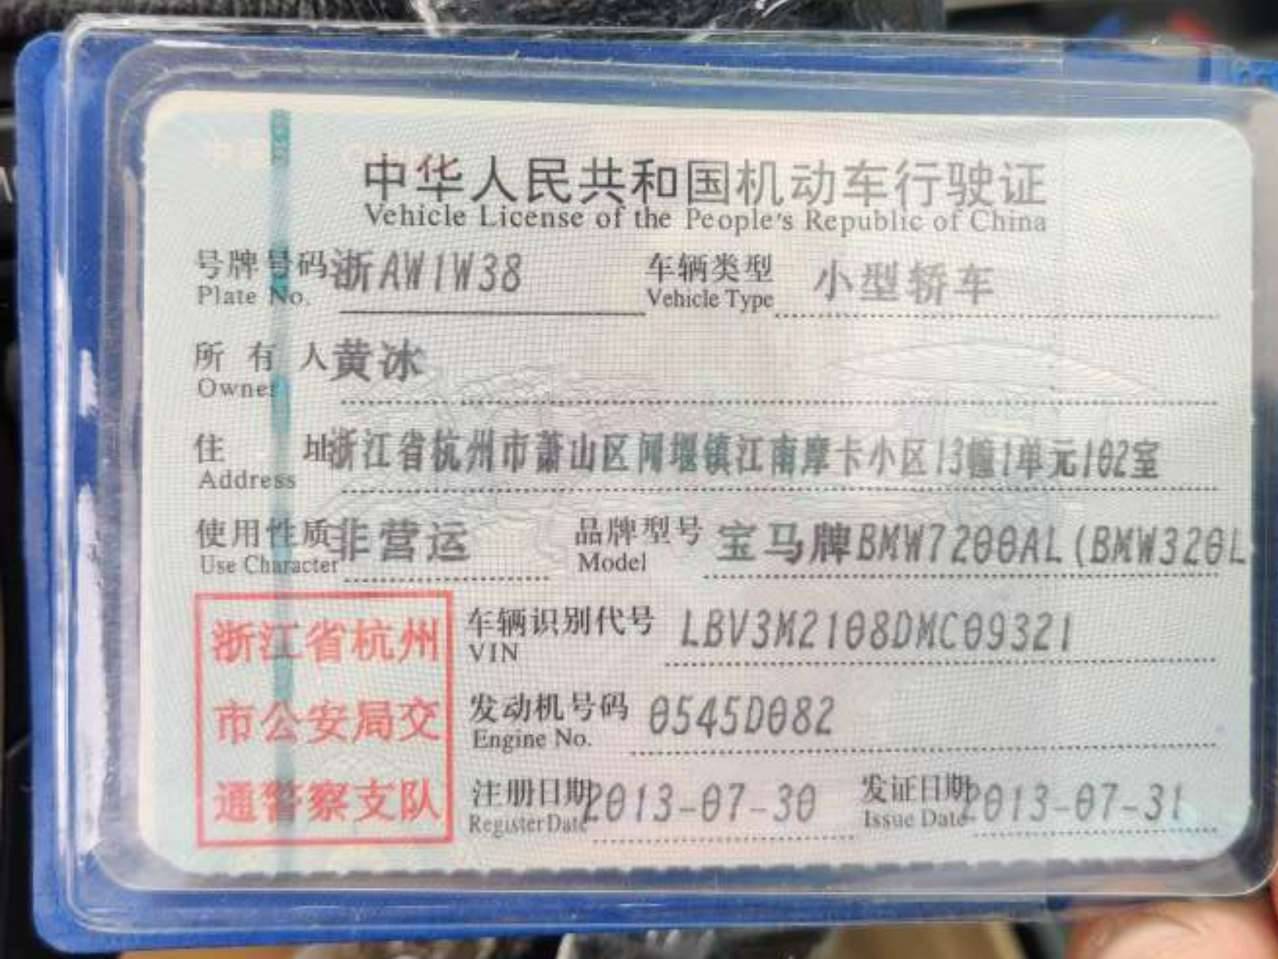 中华人民共和国机动车行驶证
Vehicle License of the People's Republic of China
号牌号码 浙AW1W38 车辆类型 小型轿车
Plate No. Vehicle Type
所有人 黄冰
Owner
住址 浙江省杭州市萧山区闻堰镇江南摩卡小区13幢1单元102室
Address
使用性质 非营运 品牌型号 宝马牌BMW7200AL(BMW320L
Use Character Model
浙江省杭州
市公安局交
通警察支队
车辆识别代号 LBV3M2108DMC09321
VIN
发动机号码 0545D082
Engine No.
注册日期 2013-07-30 发证日期 2013-07-31
Register Date Issue Date